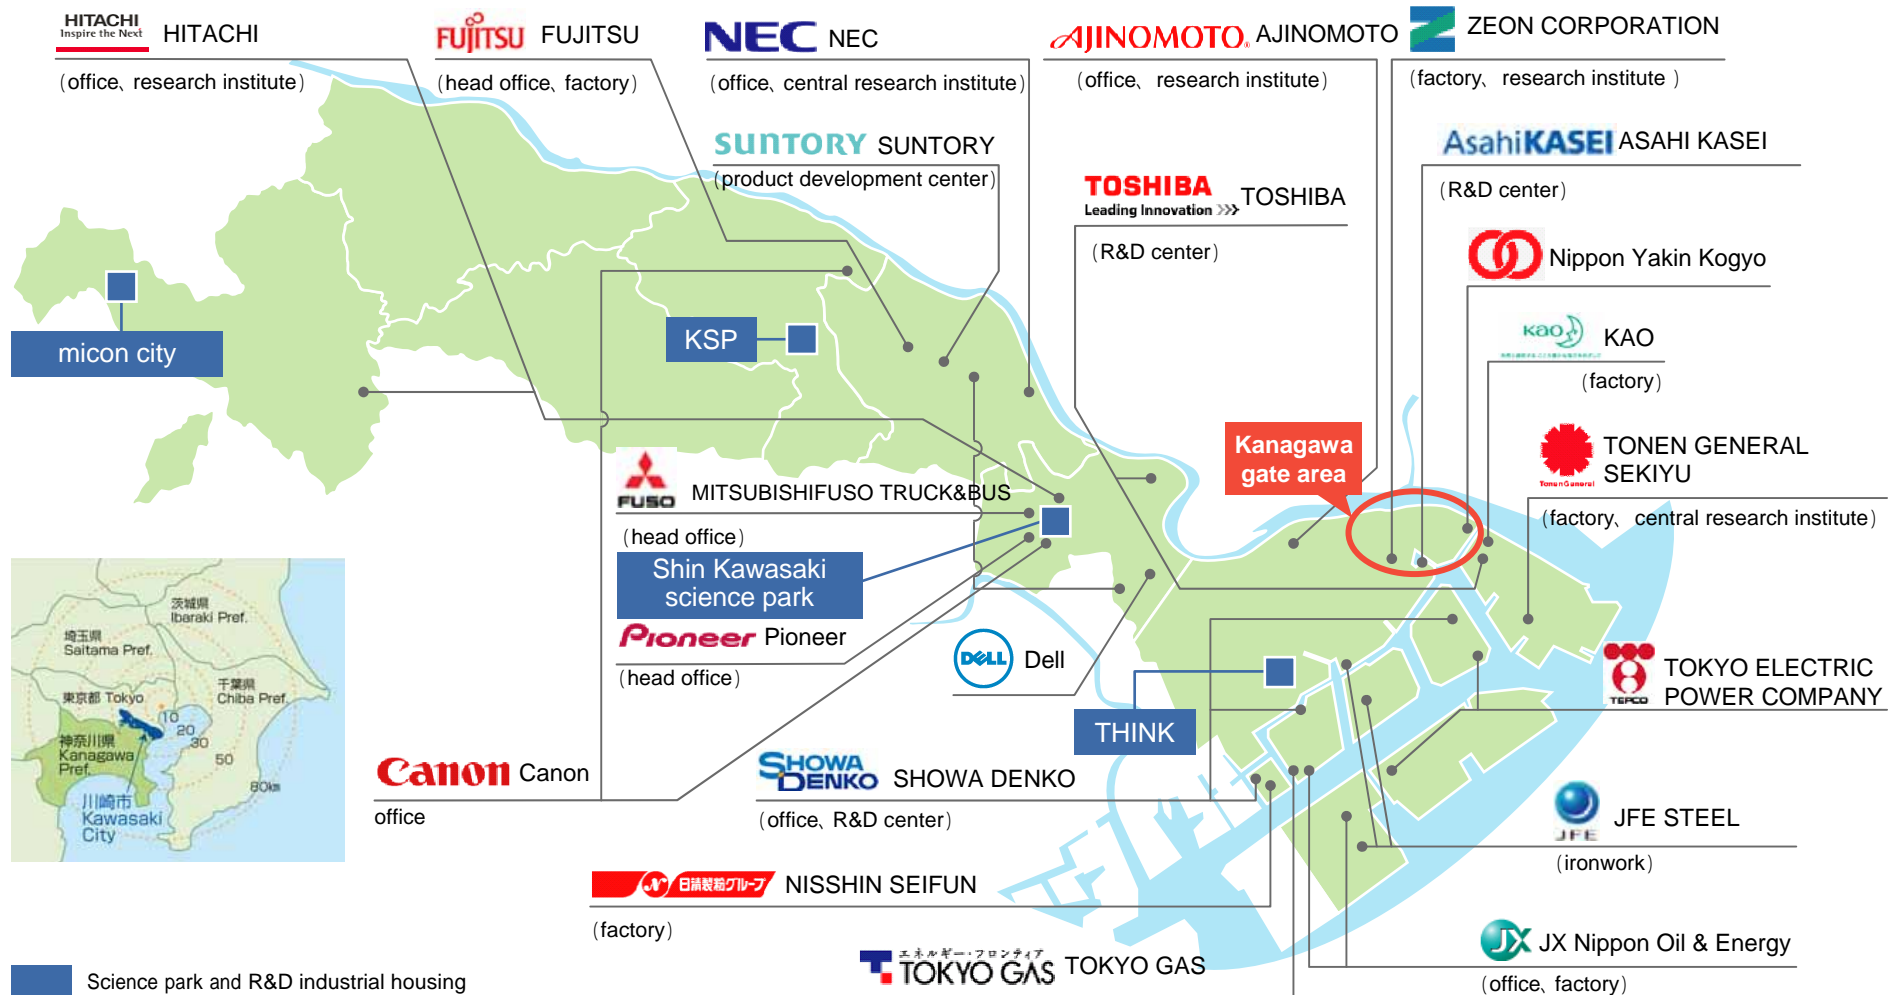 HITACHI
Inspire the Next
HITACHI
(office、research institute)
FUJITSU
FUJITSU
(head office、factory)
NEC
NEC
(office、central research institute)
AJINOMOTO®
AJINOMOTO
(office、 research institute)
ZEON CORPORATION
(factory、 research institute )
SUNTORY
SUNTORY
(product development center)
TOSHIBA
Leading Innovation >>>
TOSHIBA
(R&D center)
AsahiKASEI
ASAHI KASEI
(R&D center)
Nippon Yakin Kogyo
Kao
KAO
(factory)
micon city
KSP
Kanagawa
gate area
TonenGeneral
TONEN GENERAL
SEKIYU
(factory、 central research institute)
FUSO
MITSUBISHIFUSO TRUCK&BUS
(head office)
Shin Kawasaki
science park
Pioneer
Pioneer
(head office)
DELL
Dell
THINK
TEPCO
TOKYO ELECTRIC
POWER COMPANY
茨城県
Ibaraki Pref.
埼玉県
Saitama Pref.
東京都 Tokyo
千葉県
Chiba Pref.
10
20
30
50
80km
神奈川県
Kanagawa
Pref.
川崎市
Kawasaki
City
Canon
Canon
office
SHOWA
DENKO
SHOWA DENKO
(office、R&D center)
JFE
JFE STEEL
(ironwork)
日清製粉グループ
NISSHIN SEIFUN
(factory)
エネルギー・フロンティア
TOKYO GAS
TOKYO GAS
JX
JX Nippon Oil & Energy
(office、factory)
Science park and R&D industrial housing